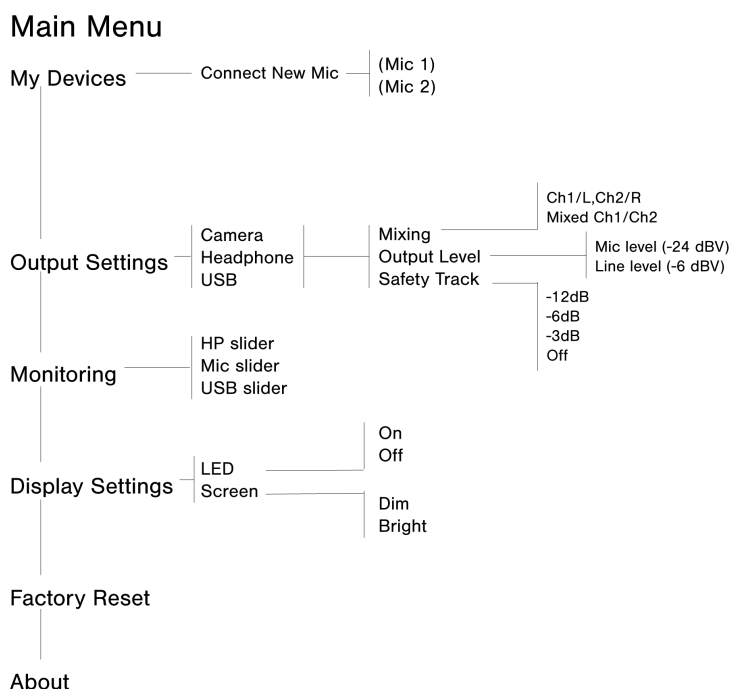 Main Menu
My Devices
Connect New Mic
(Mic 1)
(Mic 2)
Output Settings
Camera
Headphone
USB
Mixing
Output Level
Safety Track
Ch1/L,Ch2/R
Mixed Ch1/Ch2
Mic level (-24 dBV)
Line level (-6 dBV)
-12dB
-6dB
-3dB
Off
Monitoring
HP slider
Mic slider
USB slider
Display Settings
LED
Screen
On
Off
Dim
Bright
Factory Reset
About